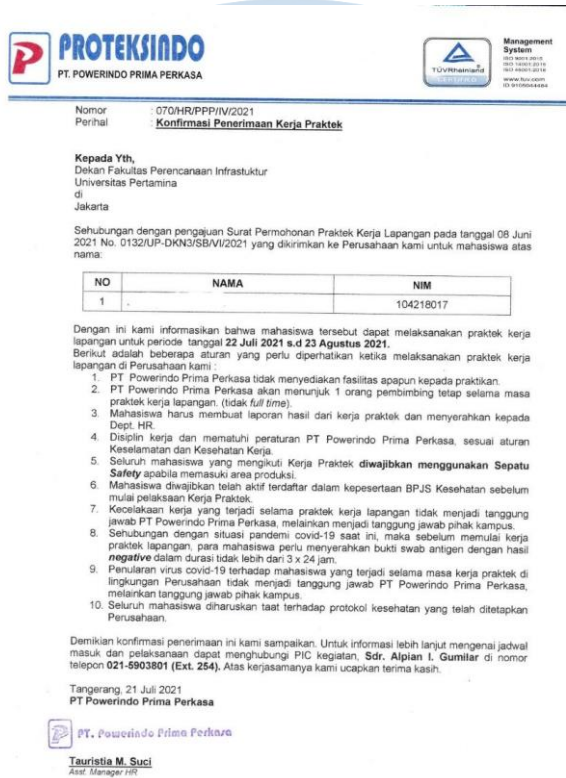 PROTEKSINDO
PT. POWERINDO PRIMA PERKASA
TÜVRheinland
CERTIFIED
Management
System
ISO 9001:2015
ISO 14001:2015
ISO 45001:2018
www.tuv.com
ID 9105044484
Nomor : 070/HR/PPP/IV/2021
Perihal : Konfirmasi Penerimaan Kerja Praktek
Kepada Yth,
Dekan Fakultas Perencanaan Infrastuktur
Universitas Pertamina
di
Jakarta
Sehubungan dengan pengajuan Surat Permohonan Praktek Kerja Lapangan pada tanggal 08 Juni
2021 No. 0132/UP-DKN3/SB/VI/2021 yang dikirimkan ke Perusahaan kami untuk mahasiswa atas
nama:
NO NAMA NIM
1 . 104218017
Dengan ini kami informasikan bahwa mahasiswa tersebut dapat melaksanakan praktek kerja
lapangan untuk periode tanggal 22 Juli 2021 s.d 23 Agustus 2021.
Berikut adalah beberapa aturan yang perlu diperhatikan ketika melaksanakan praktek kerja
lapangan di Perusahaan kami :
1. PT Powerindo Prima Perkasa tidak menyediakan fasilitas apapun kepada praktikan.
2. PT Powerindo Prima Perkasa akan menunjuk 1 orang pembimbing tetap selama masa
praktek kerja lapangan. (tidak full time).
3. Mahasiswa harus membuat laporan hasil dari kerja praktek dan menyerahkan kepada
Dept. HR.
4. Disiplin kerja dan mematuhi peraturan PT Powerindo Prima Perkasa, sesuai aturan
Keselamatan dan Kesehatan Kerja.
5. Seluruh mahasiswa yang mengikuti Kerja Praktek diwajibkan menggunakan Sepatu
Safety apabila memasuki area produksi.
6. Mahasiswa diwajibkan telah aktif terdaftar dalam kepesertaan BPJS Kesehatan sebelum
mulai pelaksaan Kerja Praktek.
7. Kecelakaan kerja yang terjadi selama praktek kerja lapangan tidak menjadi tanggung
jawab PT Powerindo Prima Perkasa, melainkan menjadi tanggung jawab pihak kampus.
8. Sehubungan dengan situasi pandemi covid-19 saat ini, maka sebelum memulai kerja
praktek lapangan, para mahasiswa perlu menyerahkan bukti swab antigen dengan hasil
negative dalam durasi tidak lebih dari 3 x 24 jam.
9. Penularan virus covid-19 terhadap mahasiswa yang terjadi selama masa kerja praktek di
lingkungan Perusahaan tidak menjadi tanggung jawab PT Powerindo Prima Perkasa,
melainkan tanggung jawab pihak kampus.
10. Seluruh mahasiswa diharuskan taat terhadap protokol kesehatan yang telah ditetapkan
Perusahaan.
Demikian konfirmasi penerimaan ini kami sampaikan. Untuk informasi lebih lanjut mengenai jadwal
masuk dan pelaksanaan dapat menghubungi PIC kegiatan, Sdr. Alpian I. Gumilar di nomor
telepon 021-5903801 (Ext. 254). Atas kerjasamanya kami ucapkan terima kasih.
Tangerang, 21 Juli 2021
PT Powerindo Prima Perkasa
PT. Powerindo Prima Perkasa
Tauristia M. Suci
Asst. Manager HR